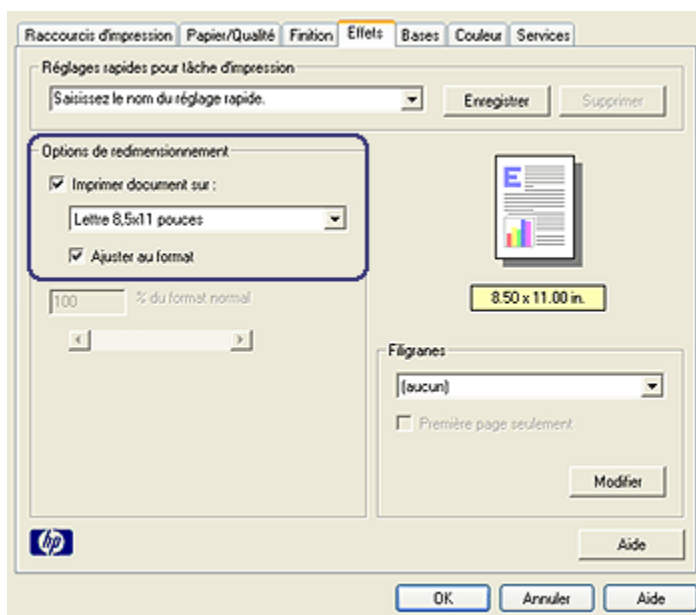 Raccourcis d'impression Papier/Qualité Finition Effets Bases Couleur Services
Réglages rapides pour tâche d'impression
Saisissez le nom du réglage rapide.
Enregistrer
Supprimer
Options de redimensionnement
Imprimer document sur :
Lettre 8,5x11 pouces
Ajuster au format
100 % du format normal
E
8.50 x 11.00 in.
Filigranes
(aucun)
Première page seulement
Modifier
hp
Aide
OK Annuler Aide